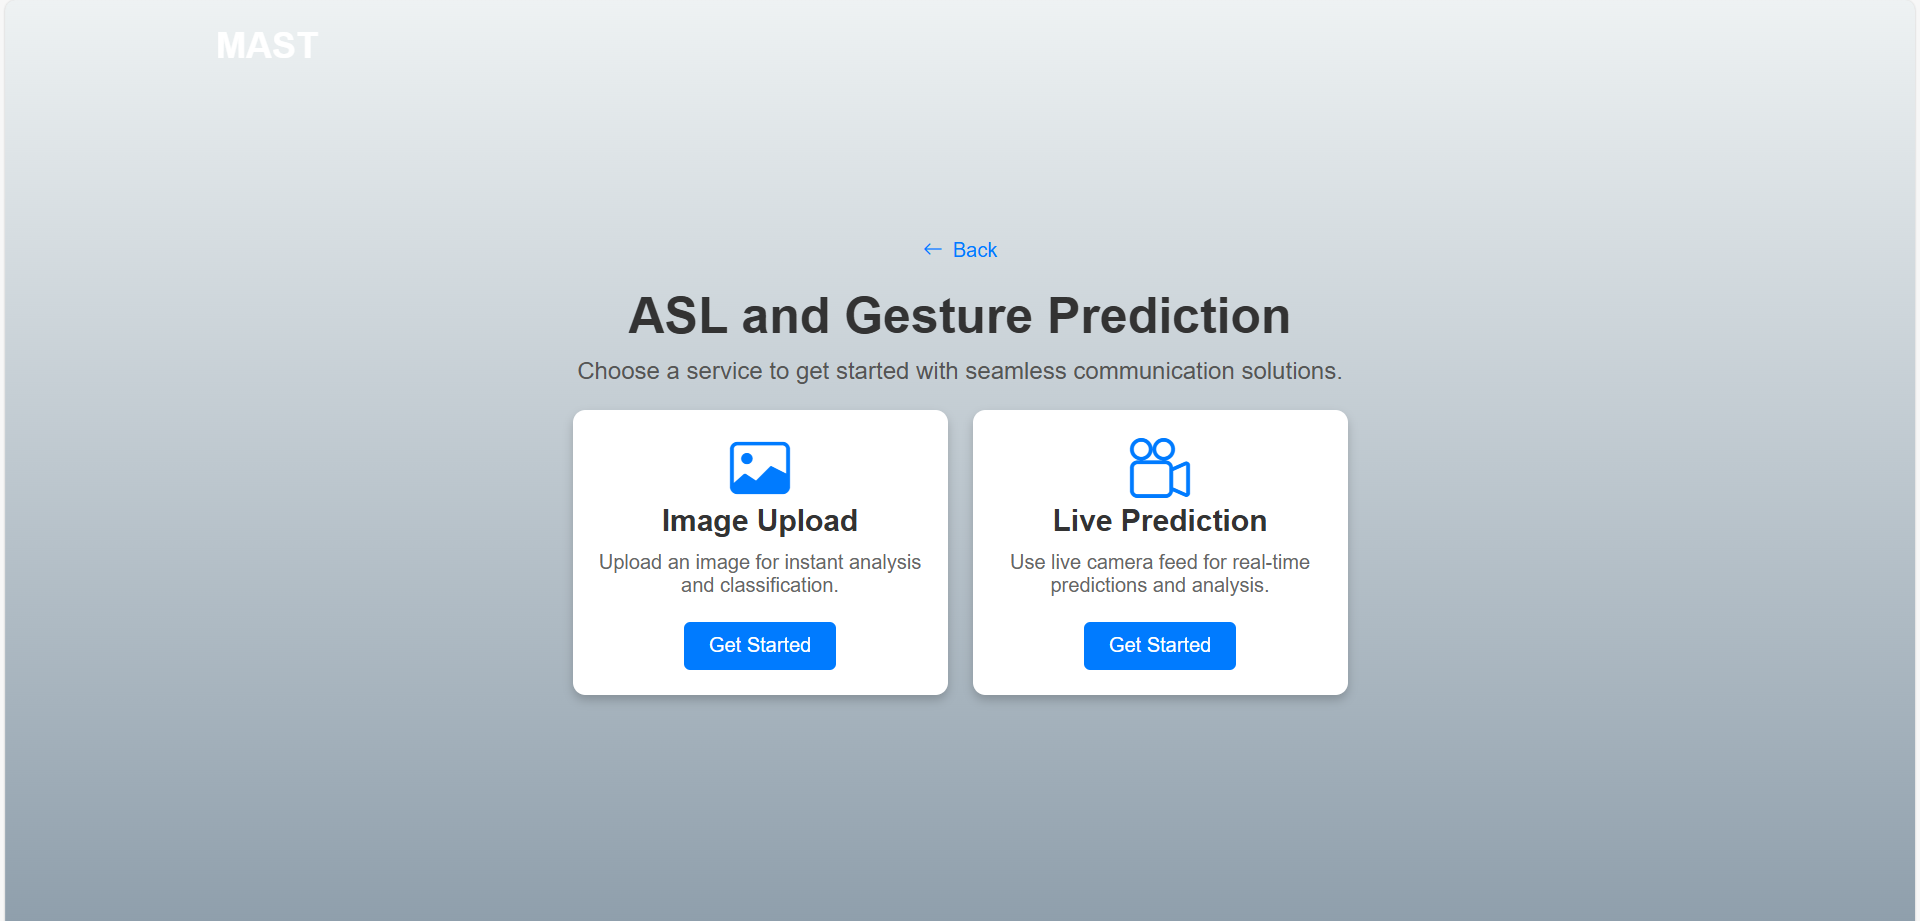 MAST
Back
ASL and Gesture Prediction
Choose a service to get started with seamless communication solutions.
Image Upload
Upload an image for instant analysis
and classification.
Get Started
Live Prediction
Use live camera feed for real-time
predictions and analysis.
Get Started